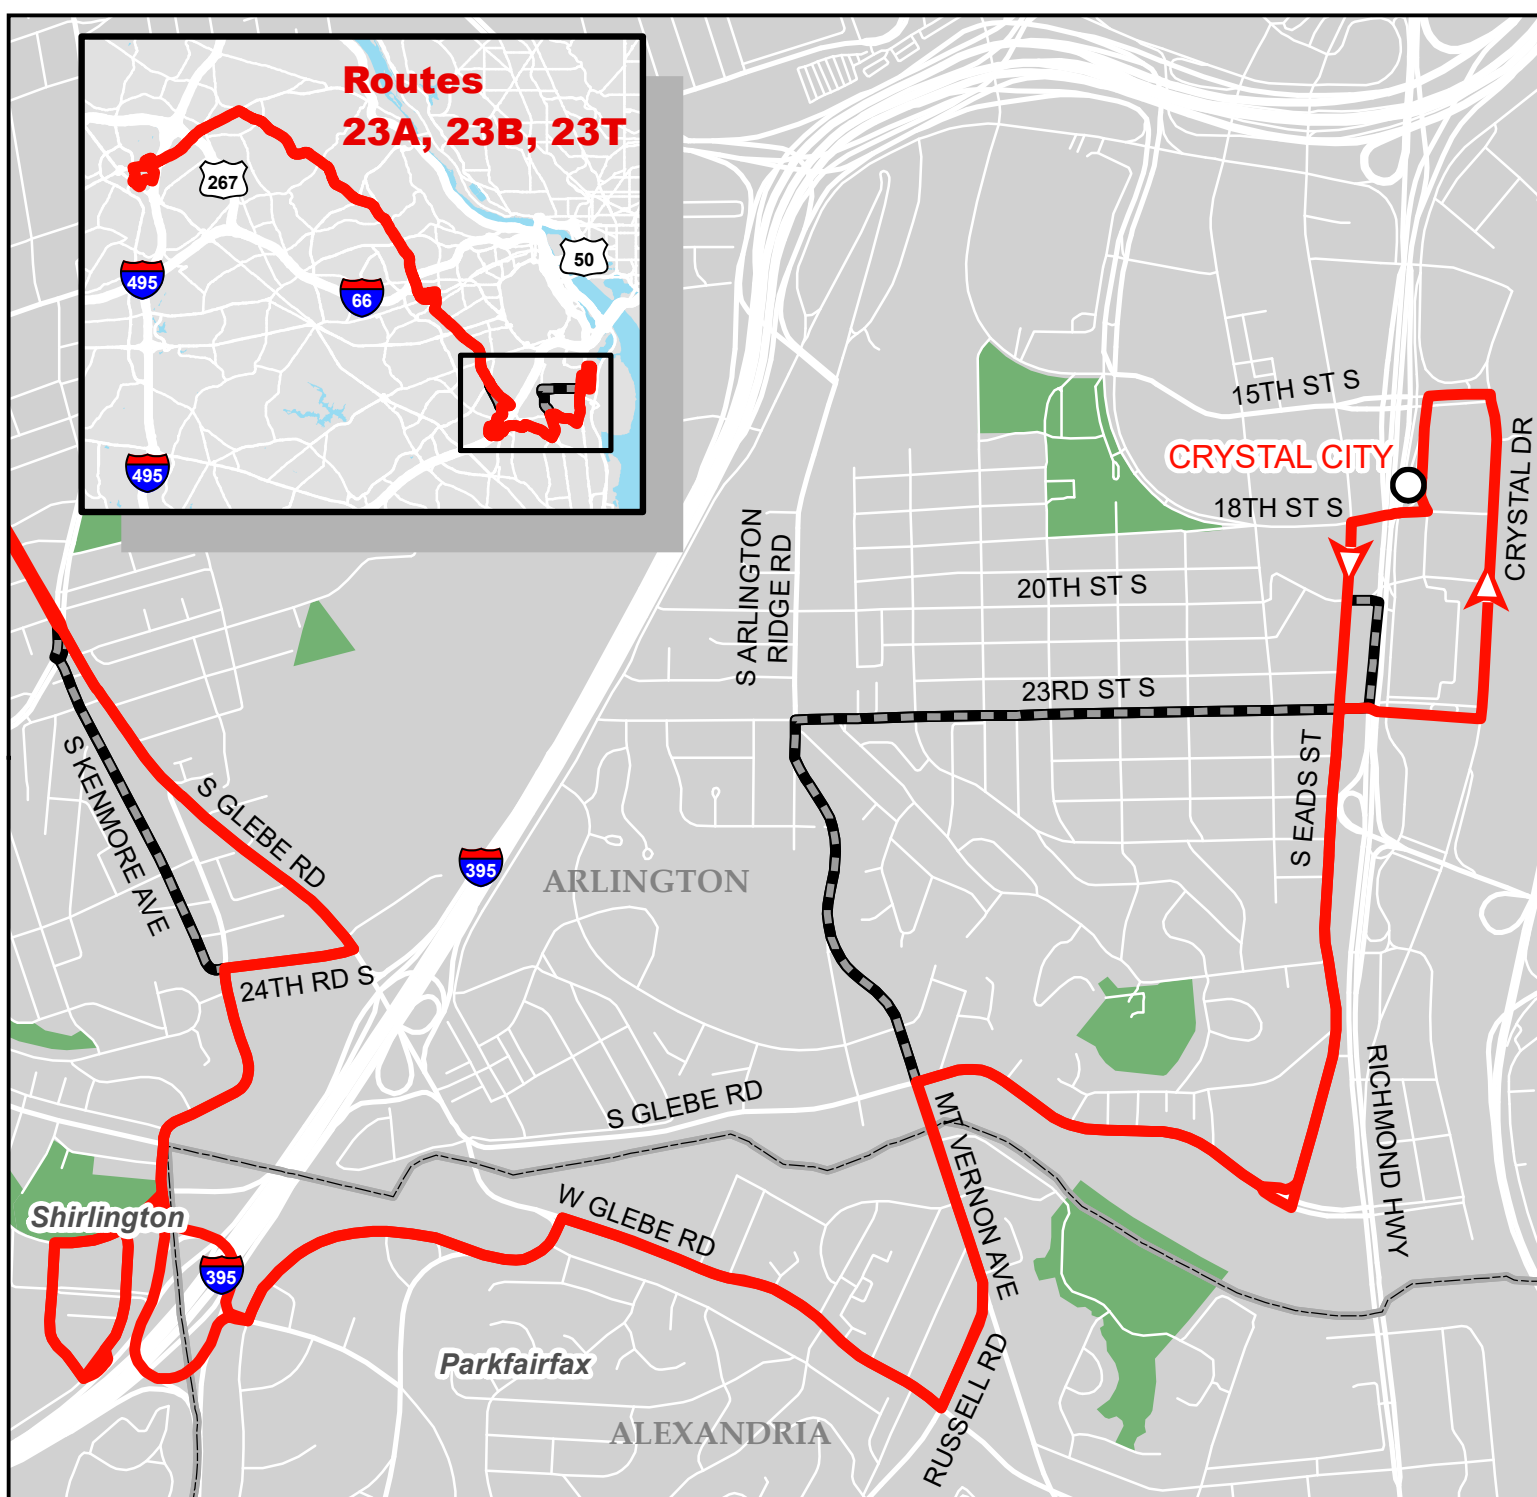 Routes
23A, 23B, 23T
267
50
495
66
495
15TH ST S
CRYSTAL CITY
18TH ST S
CRYSTAL DR
S ARLINGTON
RIDGE RD
20TH ST S
23RD ST S
S KENMORE AVE
S GLEBE RD
S EADS ST
395
ARLINGTON
24TH RD S
S GLEBE RD
MT VERNON AVE
RICHMOND HWY
Shirlington
W GLEBE RD
395
Parkfairfax
RUSSELL RD
ALEXANDRIA